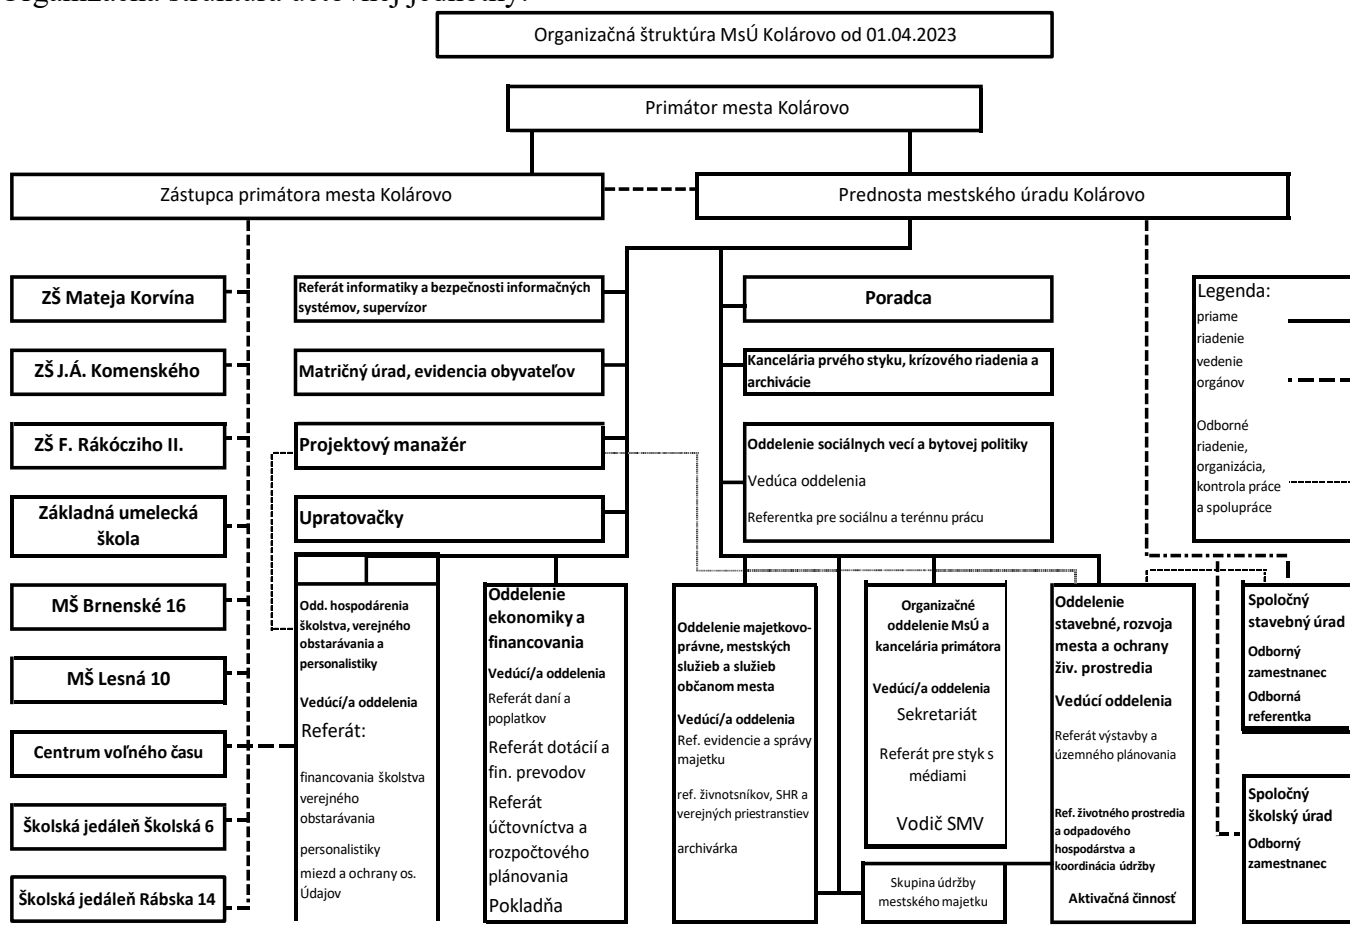 Organizačná štruktúra účtovnej jednotky:
Organizačná štruktúra MsÚ Kolárovo od 01.04.2023
Primátor mesta Kolárovo
Zástupca primátora mesta Kolárovo
Prednosta mestského úradu Kolárovo
ZŠ Mateja Korvína
ZŠ J.Á. Komenského
ZŠ F. Rákócziho II.
Základná umelecká
škola
MŠ Brnenské 16
MŠ Lesná 10
Centrum voľného času
Školská jedáleň Školská 6
Školská jedáleň Rábska 14
Referát informatiky a bezpečnosti informačných
systémov, supervízor
Matričný úrad, evidencia obyvateľov
Projektový manažér
Upratovačky
Poradca
Kancelária prvého styku, krízového riadenia a
archivácie
Oddelenie sociálnych vecí a bytovej politiky
Vedúca oddelenia
Referentka pre sociálnu a terénnu prácu
Legenda:
priame
riadenie
vedenie
orgánov
Odborné
riadenie,
organizácia,
kontrola práce
a spolupráce
Odd. hospodárenia
školstva, verejného
obstarávania a
personalistiky
Vedúcí/a oddelenia
Referát:
financovania školstva
verejného
obstarávania
personalistiky
miezd a ochrany os.
Údajov
Oddelenie
ekonomiky a
financovania
Vedúcí/a oddelenia
Referát daní a
poplatkov
Referát dotácií a
fin. prevodov
Referát
účtovníctva a
rozpočtového
plánovania
Pokladňa
Oddelenie majetkovo-
právne, mestských
služieb a služieb
občanom mesta
Vedúcí/a oddelenia
Ref. evidencie a správy
majetku
ref. živnotsníkov, SHR a
verejných priestranstiev
archivárka
Organizačné
oddelenie MsÚ a
kancelária primátora
Vedúcí/a oddelenia
Sekretariát
Referát pre styk s
médiami
Vodič SMV
Skupina údržby
mestského majetku
Oddelenie
stavebné, rozvoja
mesta a ochrany
živ. prostredia
Vedúcí oddelenia
Referát výstavby a
územného plánovania
Ref. životného prostredia
a odpadového
hospodárstva a
koordinácia údržby
Aktivačná činnosť
Spoločný
stavebný úrad
Odborný
zamestnanec
Odborná
referentka
Spoločný
školský úrad
Odborný
zamestnanec